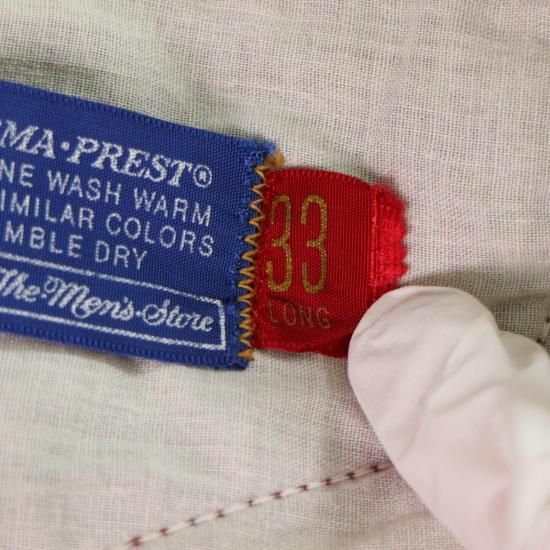 MA·PREST®
NE WASH WARM
IMILAR COLORS
MBLE DRY
The Men's Store
33
LONG